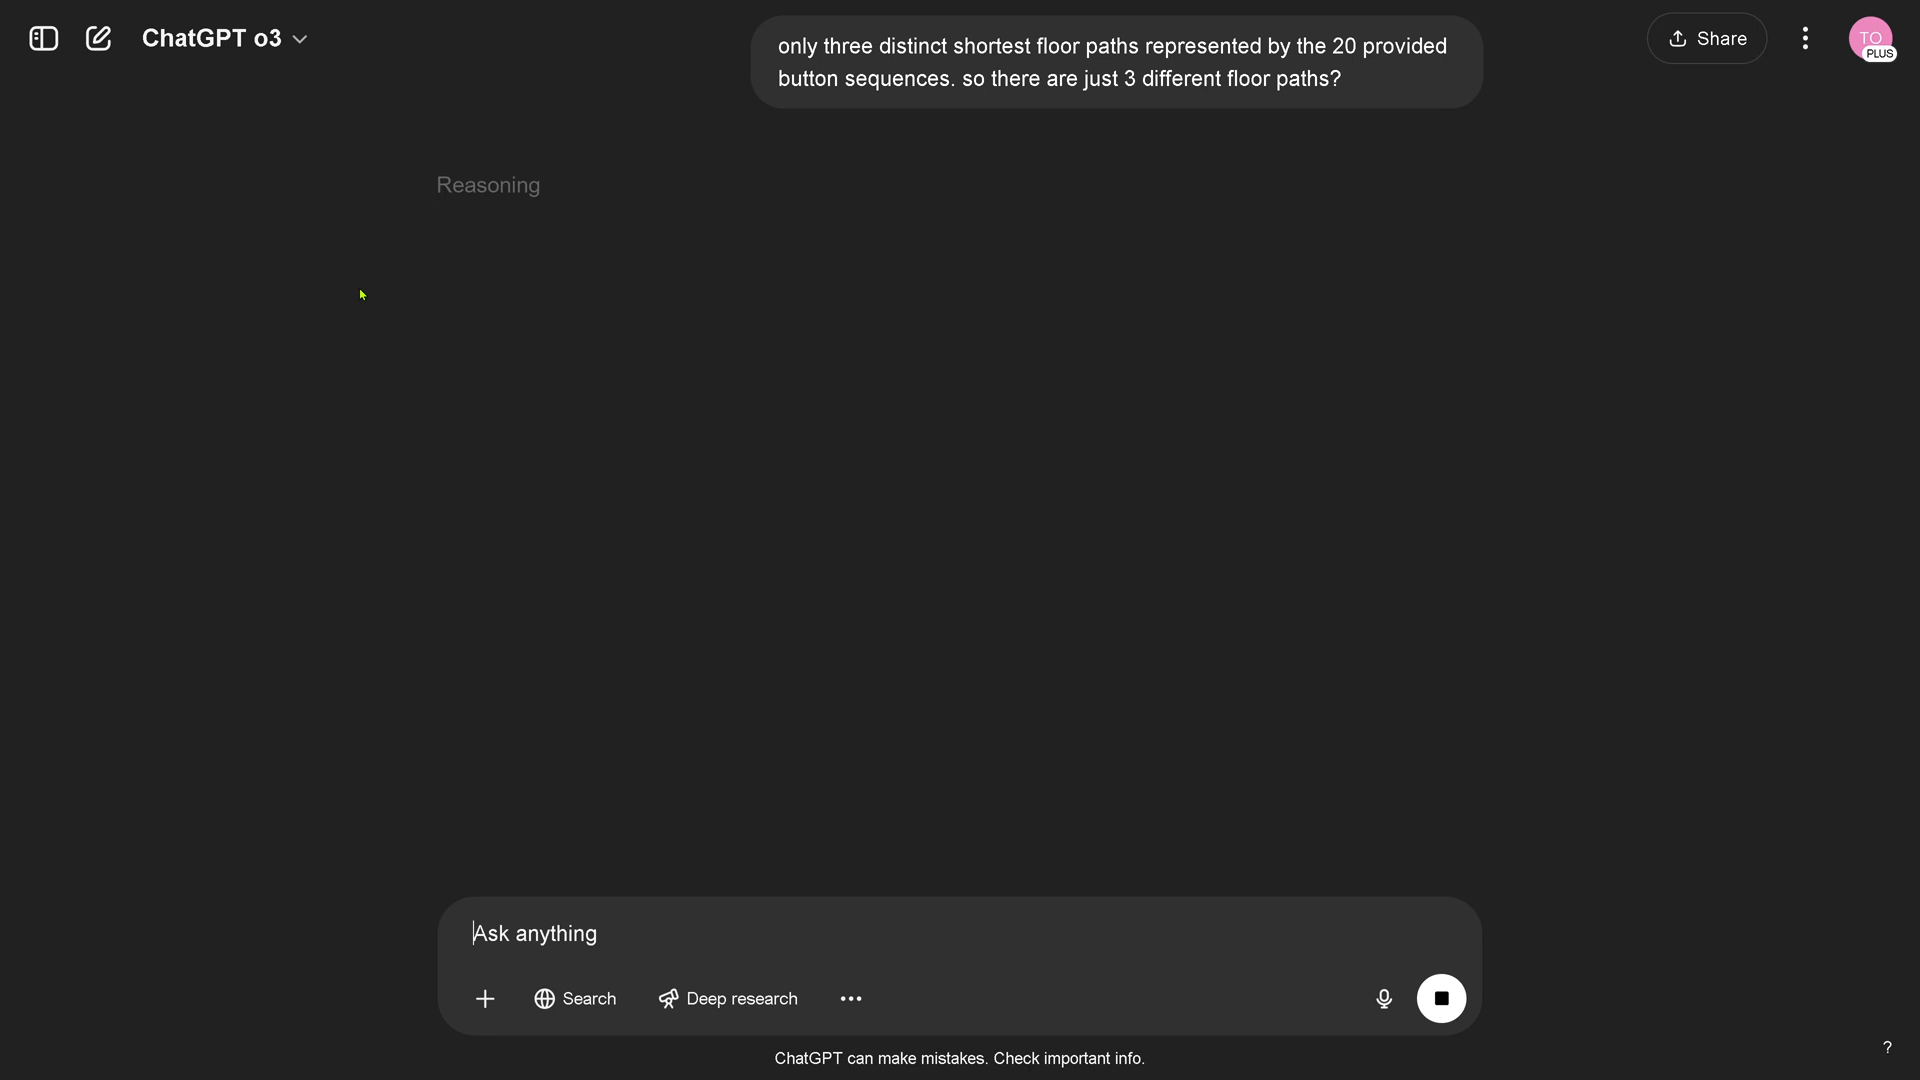 ChatGPT o3
only three distinct shortest floor paths represented by the 20 provided
button sequences. so there are just 3 different floor paths?
Share
TO
PLUS
Reasoning
Ask anything
Search
Deep research
ChatGPT can make mistakes. Check important info.
?